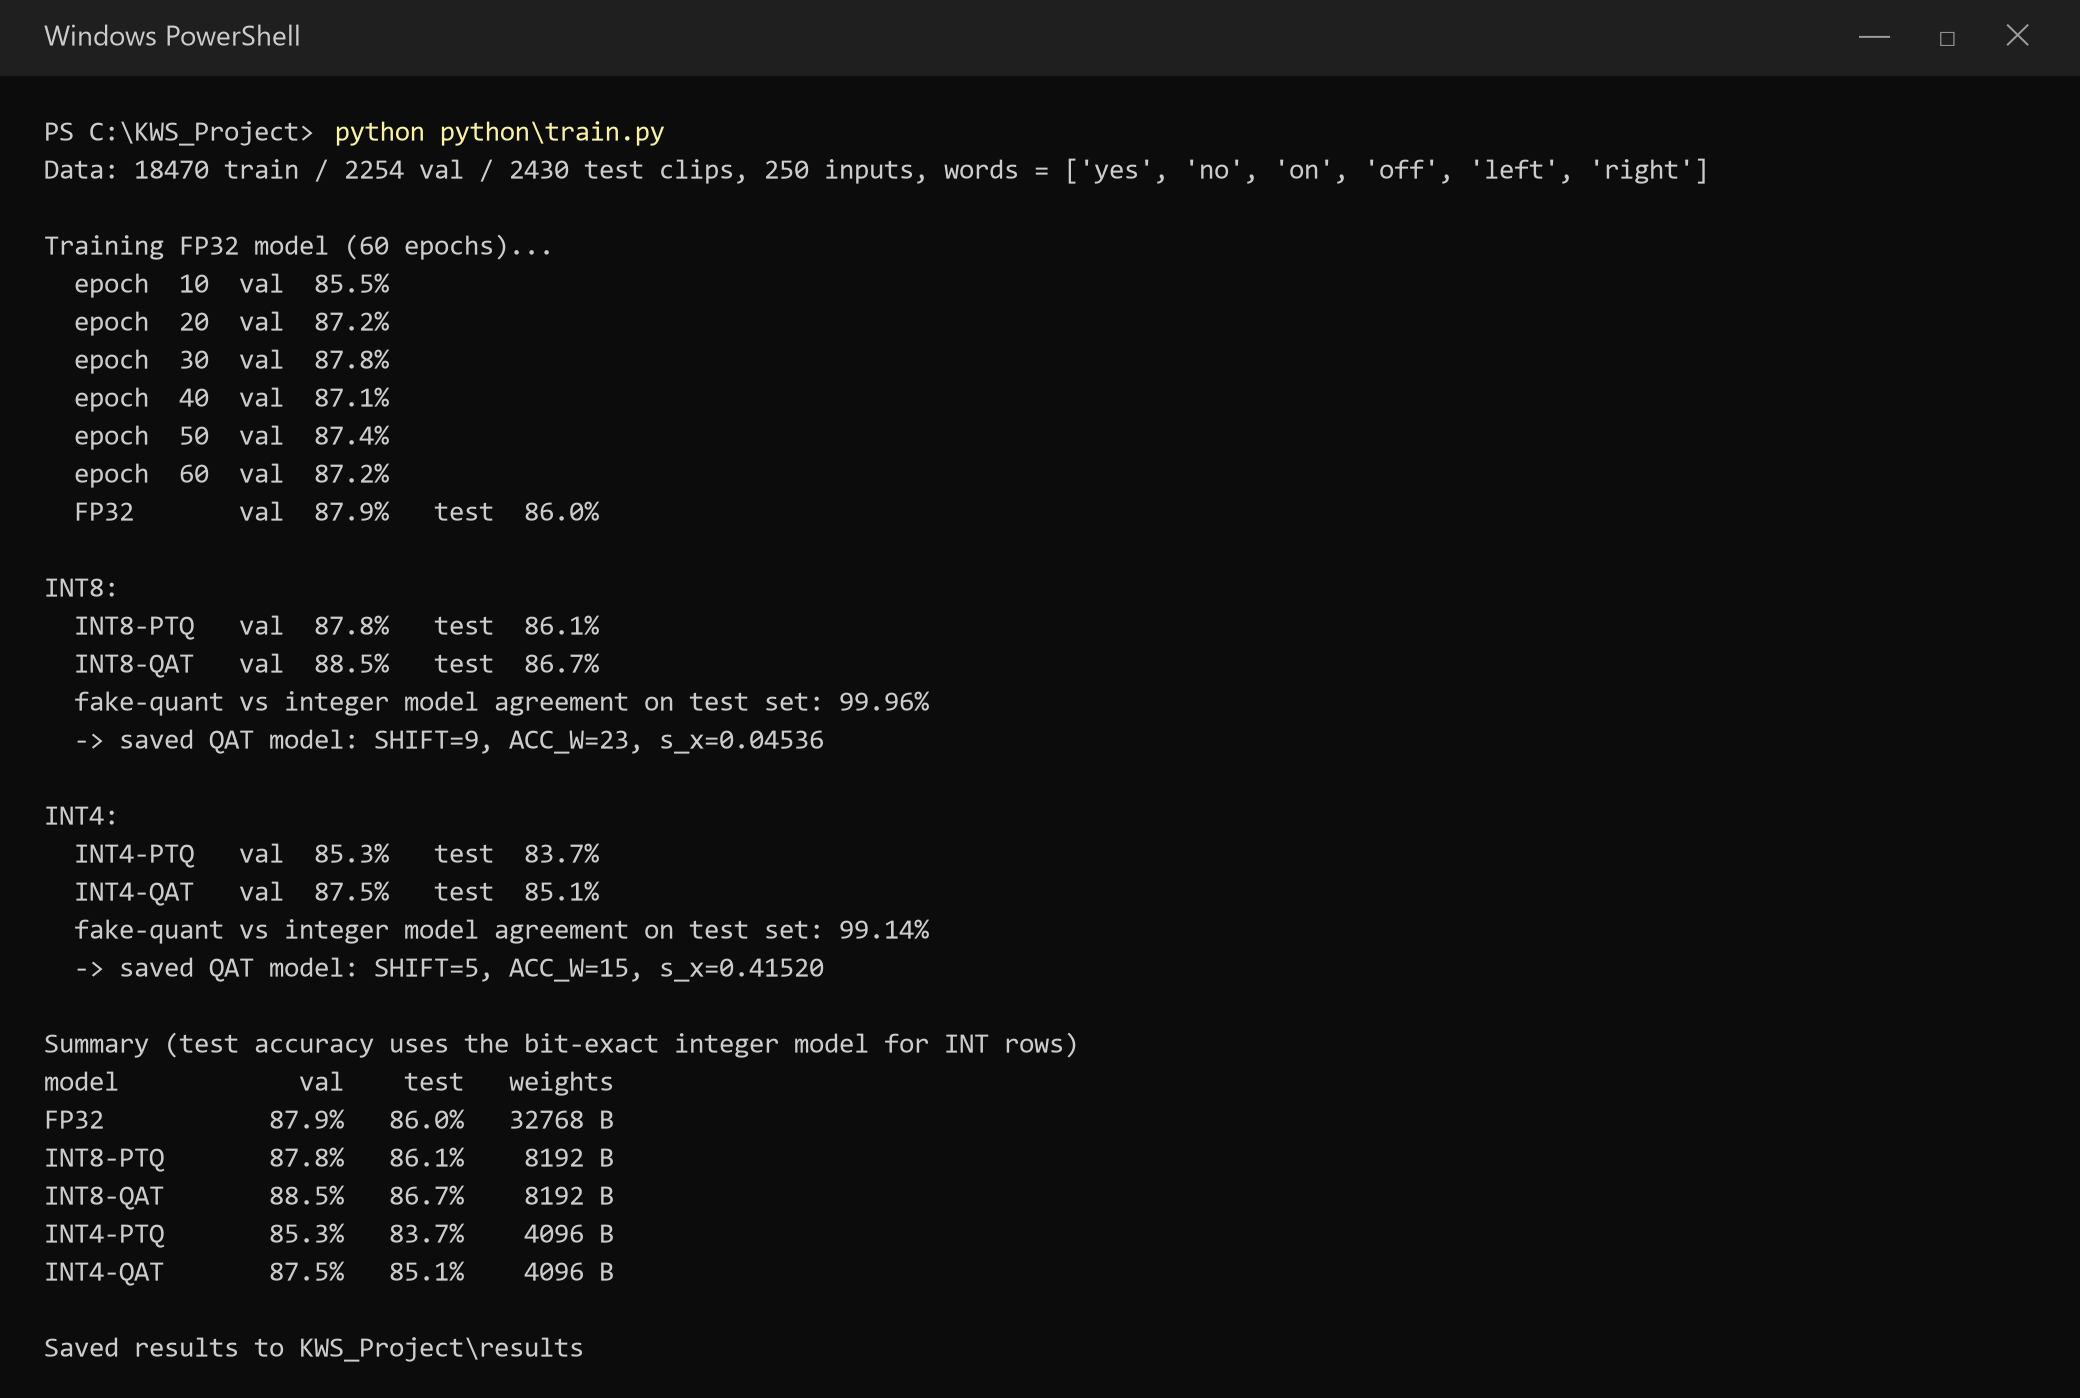 Windows PowerShell
PS C:\KWS_Project> python python\train.py
Data: 18470 train / 2254 val / 2430 test clips, 250 inputs, words = ['yes', 'no', 'on', 'off', 'left', 'right']
Training FP32 model (60 epochs)...
  epoch  10  val  85.5%
  epoch  20  val  87.2%
  epoch  30  val  87.8%
  epoch  40  val  87.1%
  epoch  50  val  87.4%
  epoch  60  val  87.2%
  FP32       val  87.9%   test  86.0%
INT8:
  INT8-PTQ   val  87.8%   test  86.1%
  INT8-QAT   val  88.5%   test  86.7%
  fake-quant vs integer model agreement on test set: 99.96%
  -> saved QAT model: SHIFT=9, ACC_W=23, s_x=0.04536
INT4:
  INT4-PTQ   val  85.3%   test  83.7%
  INT4-QAT   val  87.5%   test  85.1%
  fake-quant vs integer model agreement on test set: 99.14%
  -> saved QAT model: SHIFT=5, ACC_W=15, s_x=0.41520
Summary (test accuracy uses the bit-exact integer model for INT rows)
model            val    test   weights
FP32           87.9%   86.0%   32768 B
INT8-PTQ       87.8%   86.1%    8192 B
INT8-QAT       88.5%   86.7%    8192 B
INT4-PTQ       85.3%   83.7%    4096 B
INT4-QAT       87.5%   85.1%    4096 B
Saved results to KWS_Project\results